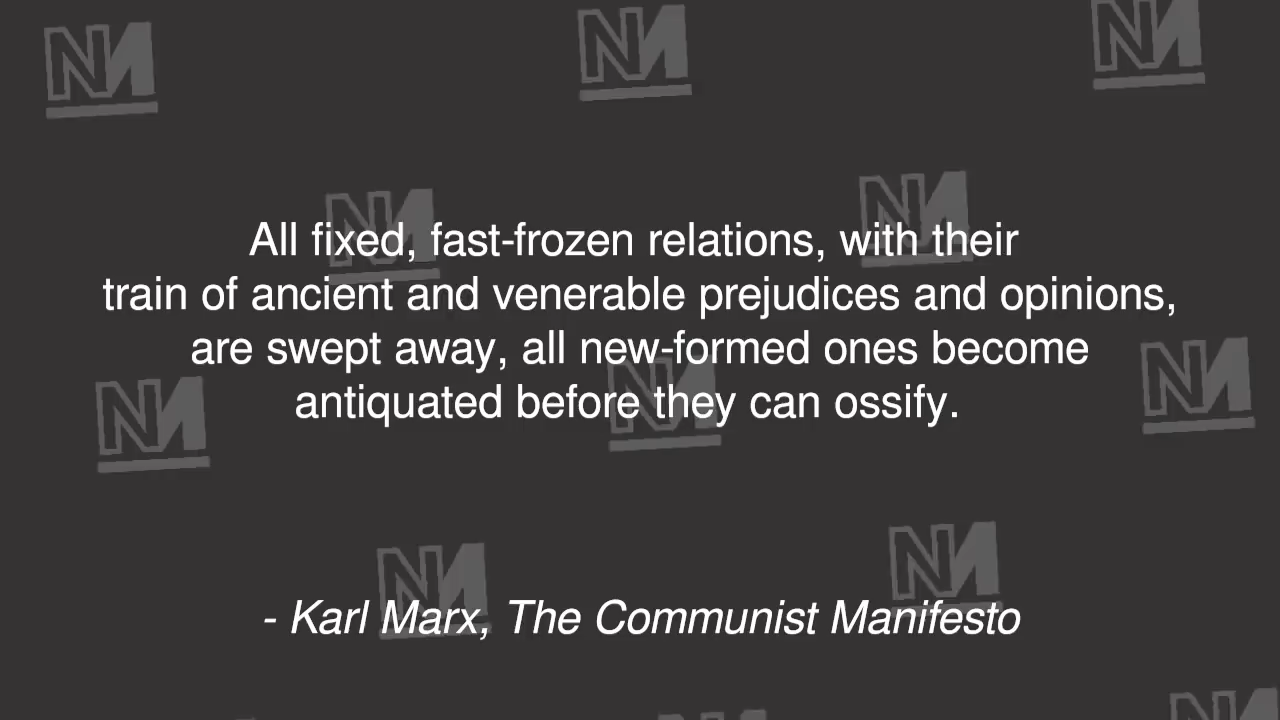 All fixed, fast-frozen relations, with their
train of ancient and venerable prejudices and opinions,
are swept away, all new-formed ones become
antiquated before they can ossify.
- Karl Marx, The Communist Manifesto